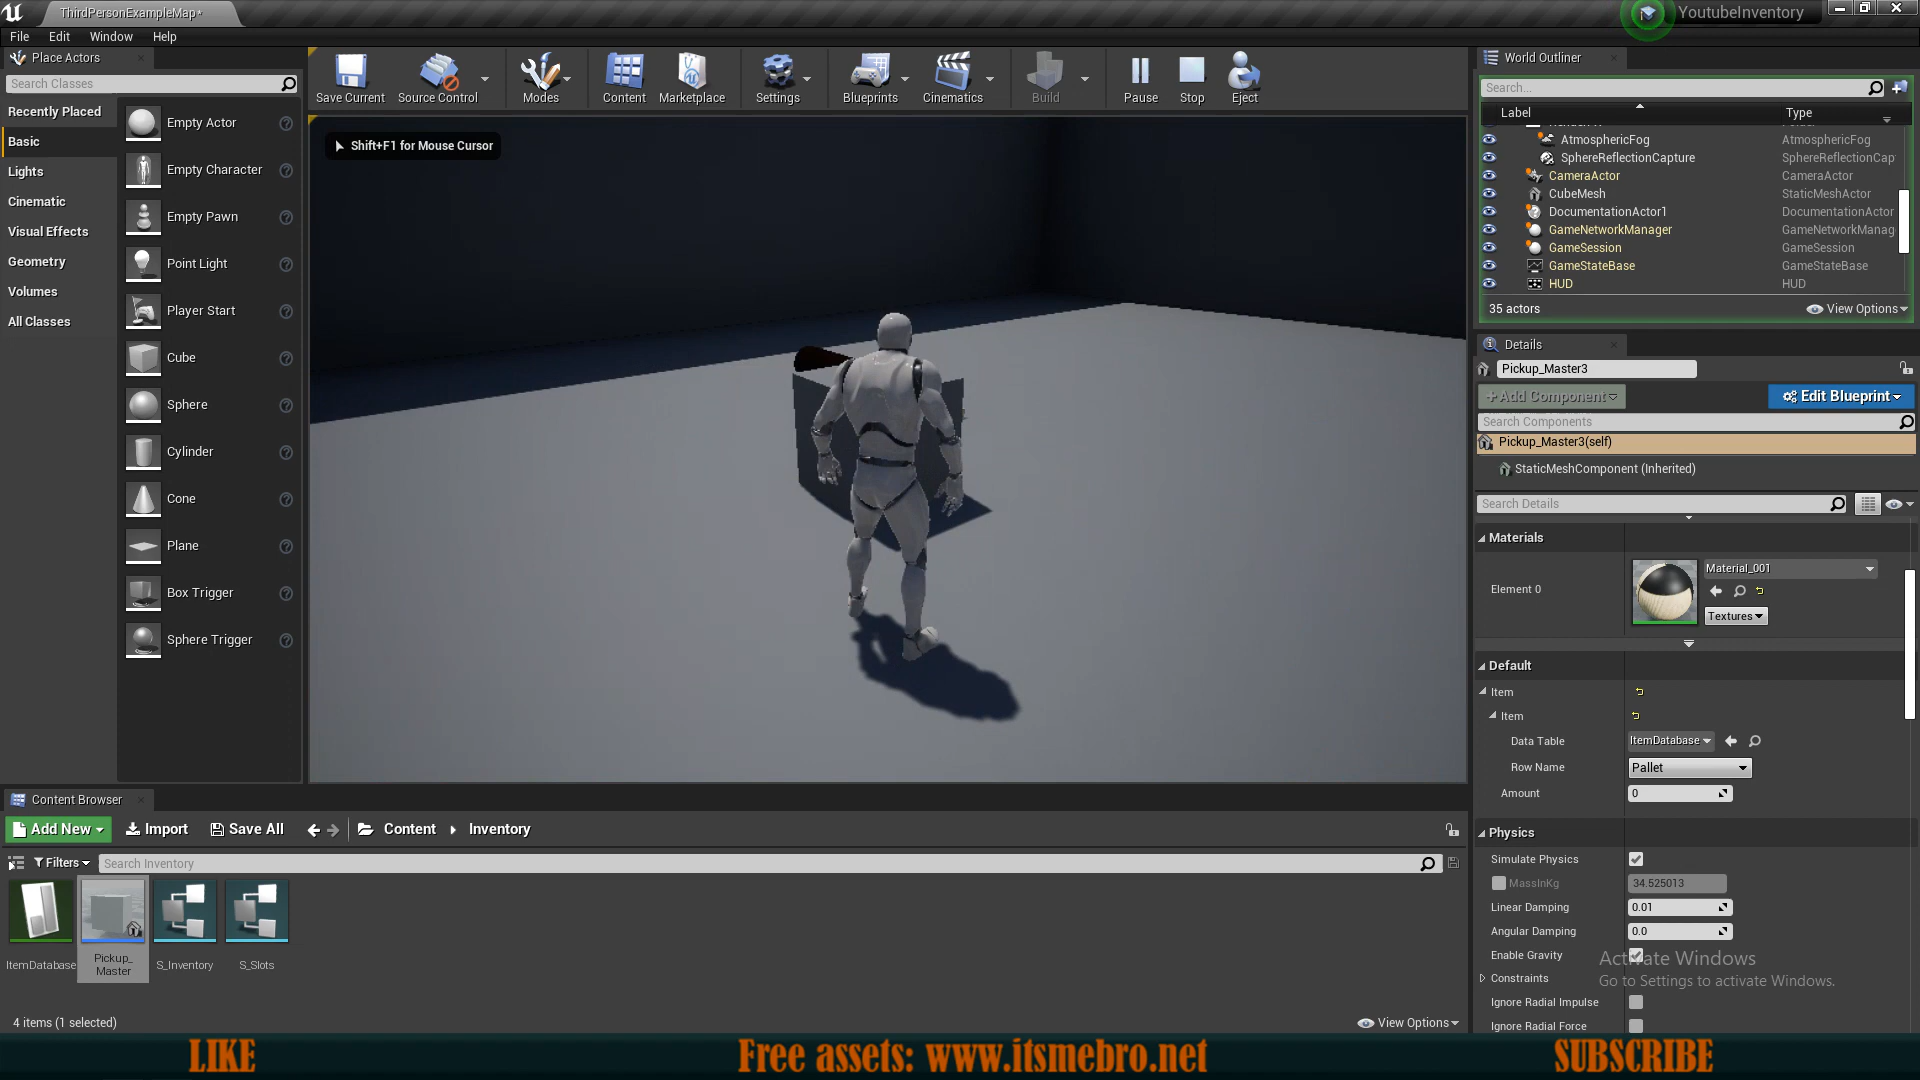 ThirdPersonExampleMap*
YoutubeInventory
File Edit Window Help
Place Actors
Search Classes
Recently Placed
Basic
Lights
Cinematic
Visual Effects
Geometry
Volumes
All Classes
Empty Actor
Empty Character
Empty Pawn
Point Light
Player Start
Cube
Sphere
Cylinder
Cone
Plane
Box Trigger
Sphere Trigger
Save Current Source Control Modes Content Marketplace Settings Blueprints Cinematics Build Pause Stop Eject
Shift+F1 for Mouse Cursor
World Outliner
Search...
Label Type
AtmosphericFog AtmosphericFog
SphereReflectionCapture SphereReflectionCap
CameraActor CameraActor
CubeMesh StaticMeshActor
DocumentationActor1 DocumentationActor
GameNetworkManager GameNetworkManag
GameSession GameSession
GameStateBase GameStateBase
HUD HUD
35 actors View Options
Details
Pickup_Master3
+Add Component Edit Blueprint
Search Components
Pickup_Master3(self)
StaticMeshComponent (Inherited)
Search Details
Materials
Element 0 Material_001
Textures
Default
Item
Item
Data Table ItemDatabase
Row Name Pallet
Amount 0
Physics
Simulate Physics
MassInKg 34.525013
Linear Damping 0.01
Angular Damping 0.0
Enable Gravity
Constraints
Ignore Radial Impulse
Ignore Radial Force
Activate Windows
Go to Settings to activate Windows.
Content Browser
Add New Import Save All Content Inventory
Filters Search Inventory
ItemDatabase
Pickup_
Master
S_Inventory
S_Slots
4 items (1 selected) View Options
LIKE Free assets: www.itsmebro.net SUBSCRIBE